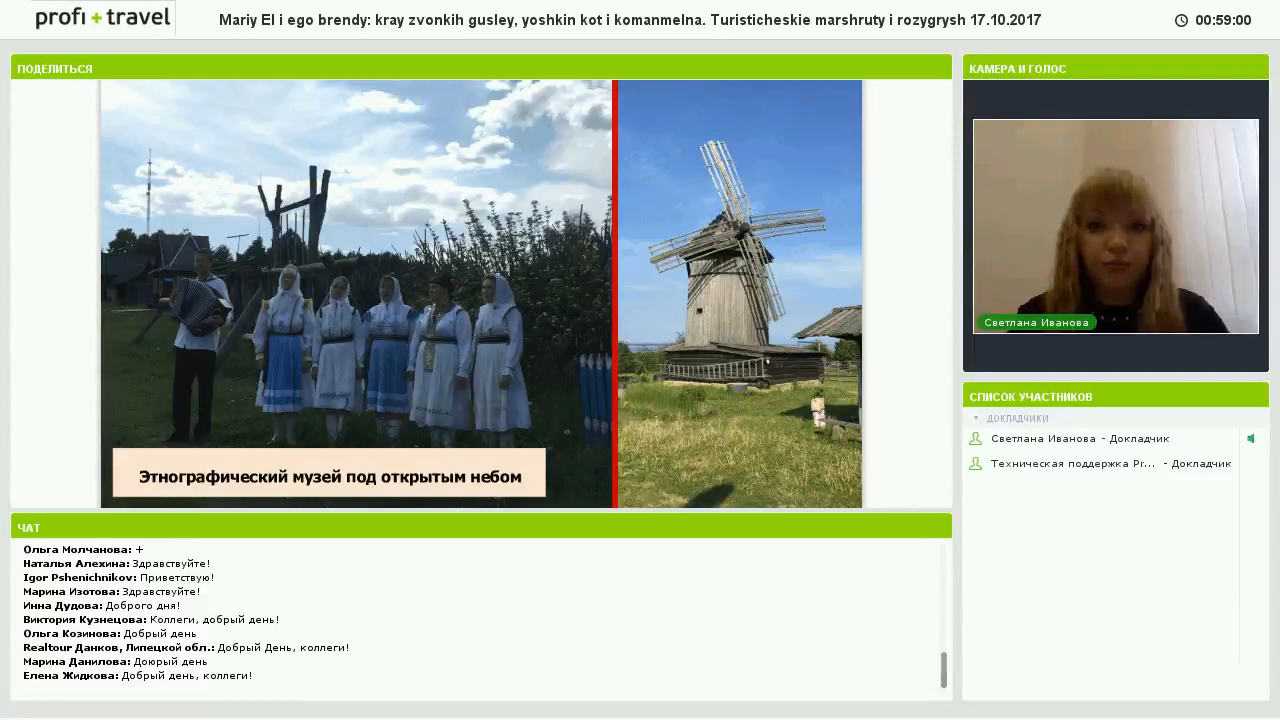 profi + travel
Mariy El i ego brendy: kray zvonkih gusley, yoshkin kot i komanmelna. Turisticheskie marshruty i rozygrysh 17.10.2017
00:59:00
ПОДЕЛИТЬСЯ
Этнографический музей под открытым небом
КАМЕРА И ГОЛОС
Светлана Иванова
СПИСОК УЧАСТНИКОВ
ДОКЛАДЧИКИ
Светлана Иванова - Докладчик
Техническая поддержка Pr... - Докладчик
ЧАТ
Ольга Молчанова: +
Наталья Алехина: Здравствуйте!
Igor Pshenichnikov: Приветствую!
Марина Изотова: Здравствуйте!
Инна Дудова: Доброго дня!
Виктория Кузнецова: Коллеги, добрый день!
Ольга Козинова: Добрый день
Realtour Данков, Липецкой обл.: Добрый День, коллеги!
Марина Данилова: Доюрый день
Елена Жидкова: Добрый день, коллеги!